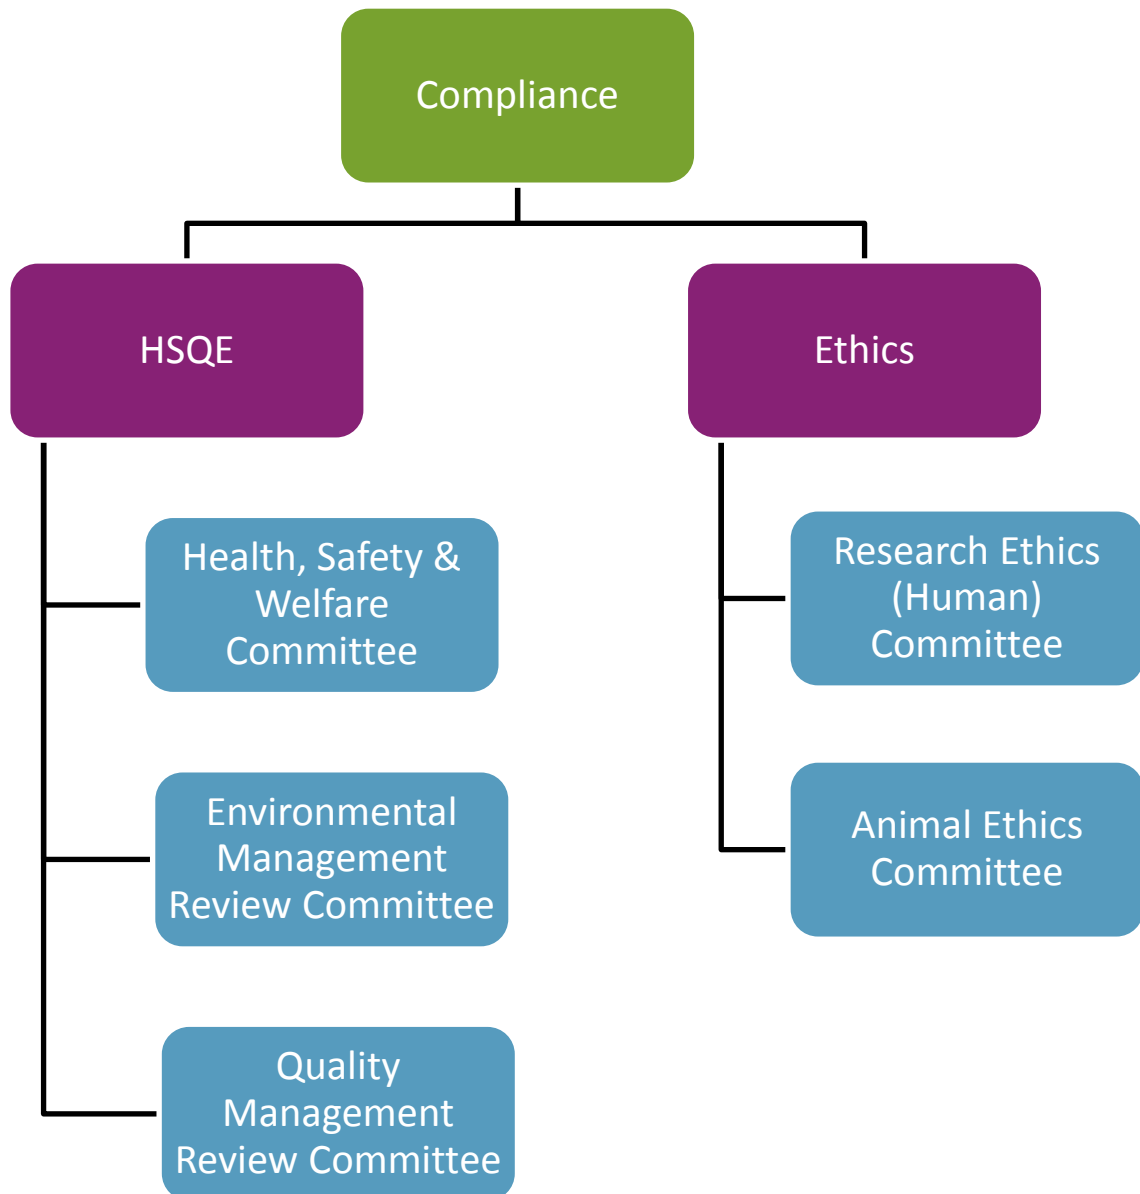 Compliance
HSQE
Health, Safety &
Welfare
Committee
Environmental
Management
Review Committee
Quality
Management
Review Committee
Ethics
Research Ethics
(Human)
Committee
Animal Ethics
Committee